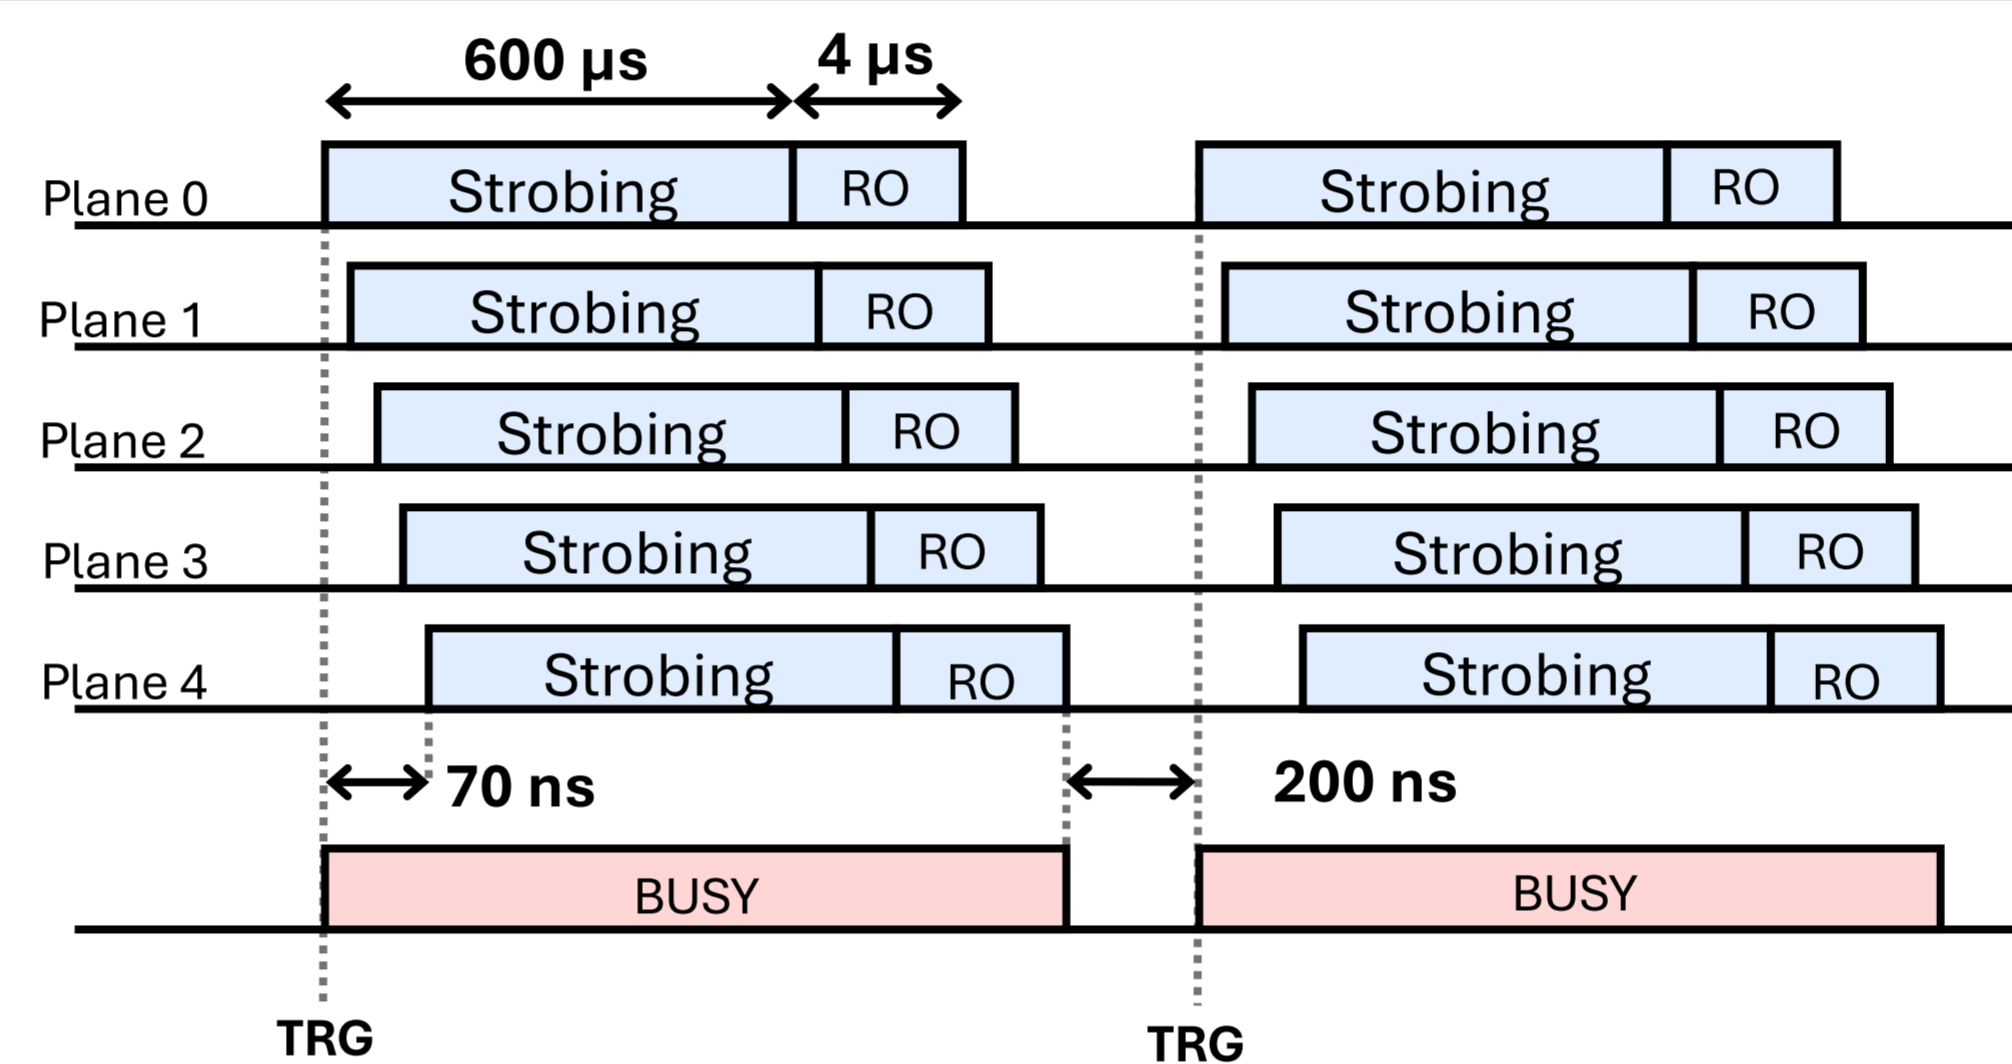 600 µs 4 µs
Plane 0 Strobing RO Strobing RO
Plane 1 Strobing RO Strobing RO
Plane 2 Strobing RO Strobing RO
Plane 3 Strobing RO Strobing RO
Plane 4 Strobing RO Strobing RO
70 ns 200 ns
BUSY BUSY
TRG TRG